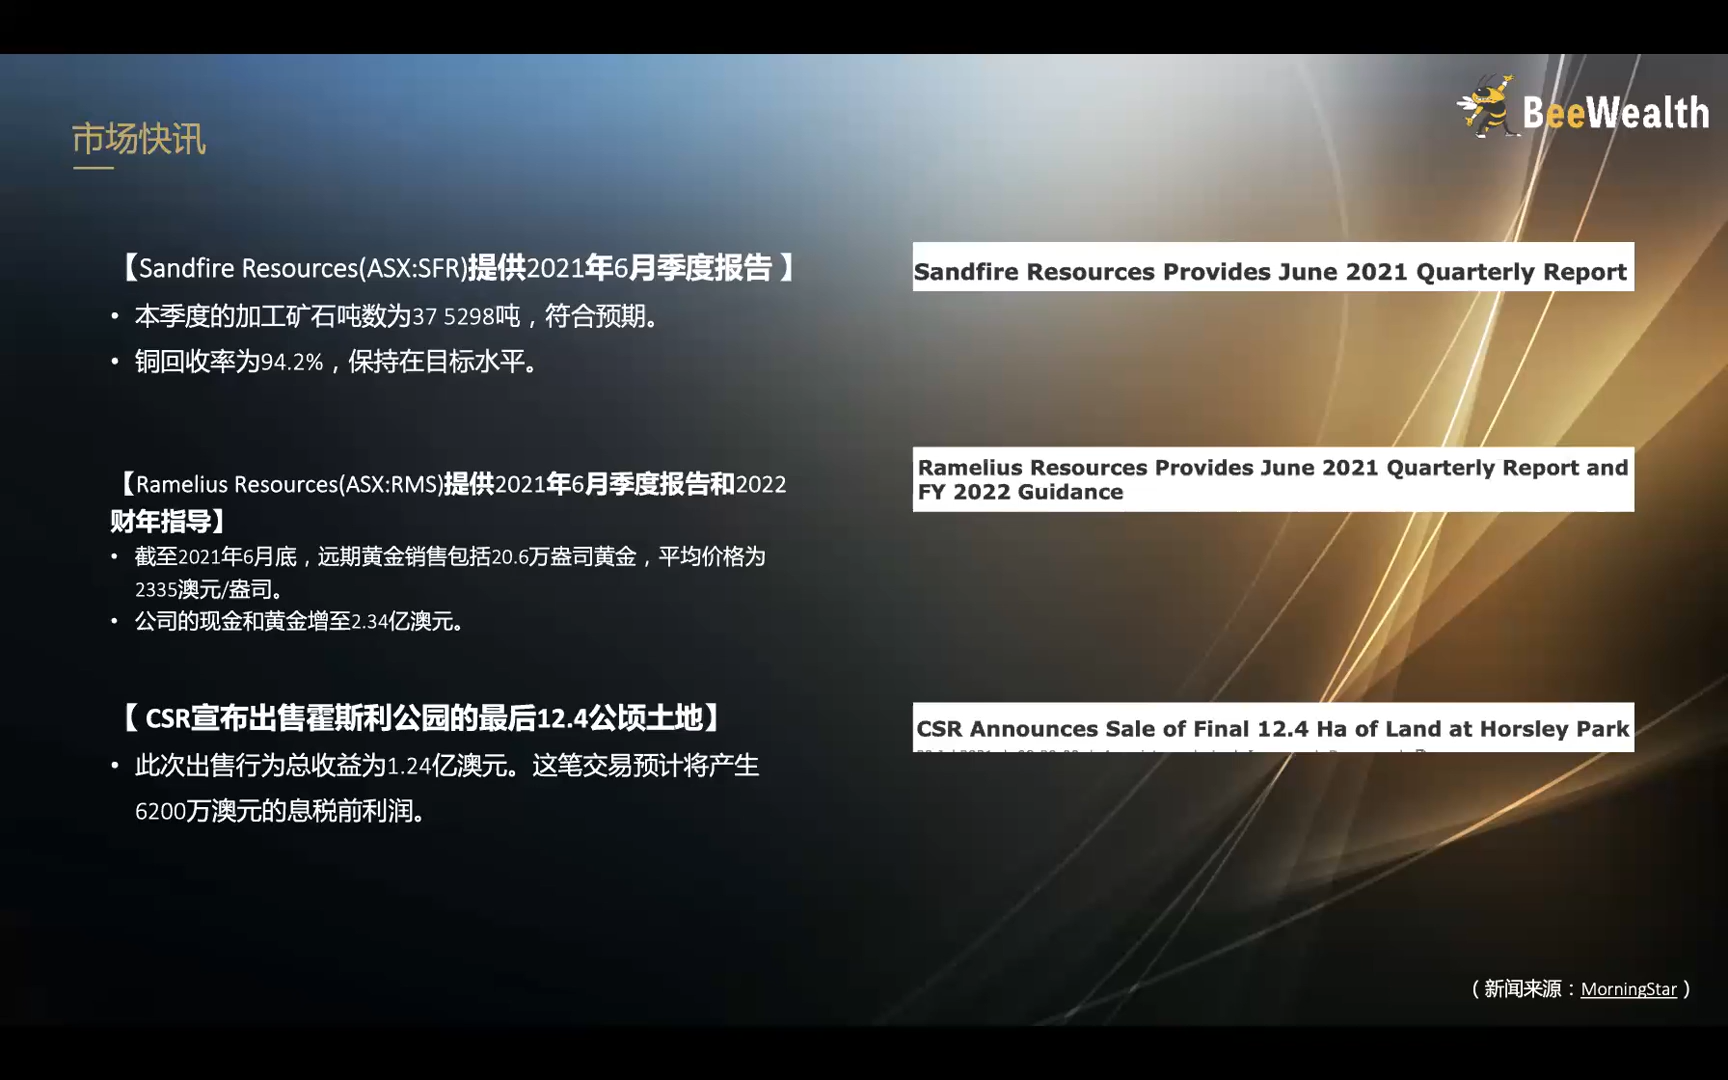 BeeWealth
市场快讯
【Sandfire Resources(ASX:SFR)提供2021年6月季度报告 】
• 本季度的加工矿石吨数为37 5298吨，符合预期。
• 铜回收率为94.2%，保持在目标水平。
Sandfire Resources Provides June 2021 Quarterly Report
【Ramelius Resources(ASX:RMS)提供2021年6月季度报告和2022
财年指导】
• 截至2021年6月底，远期黄金销售包括20.6万盎司黄金，平均价格为
2335澳元/盎司。
• 公司的现金和黄金增至2.34亿澳元。
Ramelius Resources Provides June 2021 Quarterly Report and
FY 2022 Guidance
【 CSR宣布出售霍斯利公园的最后12.4公顷土地】
• 此次出售行为总收益为1.24亿澳元。这笔交易预计将产生
6200万澳元的息税前利润。
CSR Announces Sale of Final 12.4 Ha of Land at Horsley Park
（新闻来源：MorningStar）